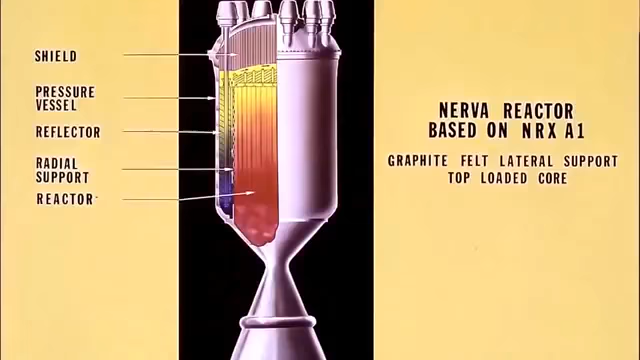 SHIELD
PRESSURE
VESSEL
REFLECTOR
RADIAL
SUPPORT
REACTOR
NERVA REACTOR
BASED ON NRX A1
GRAPHITE FELT LATERAL SUPPORT
TOP LOADED CORE